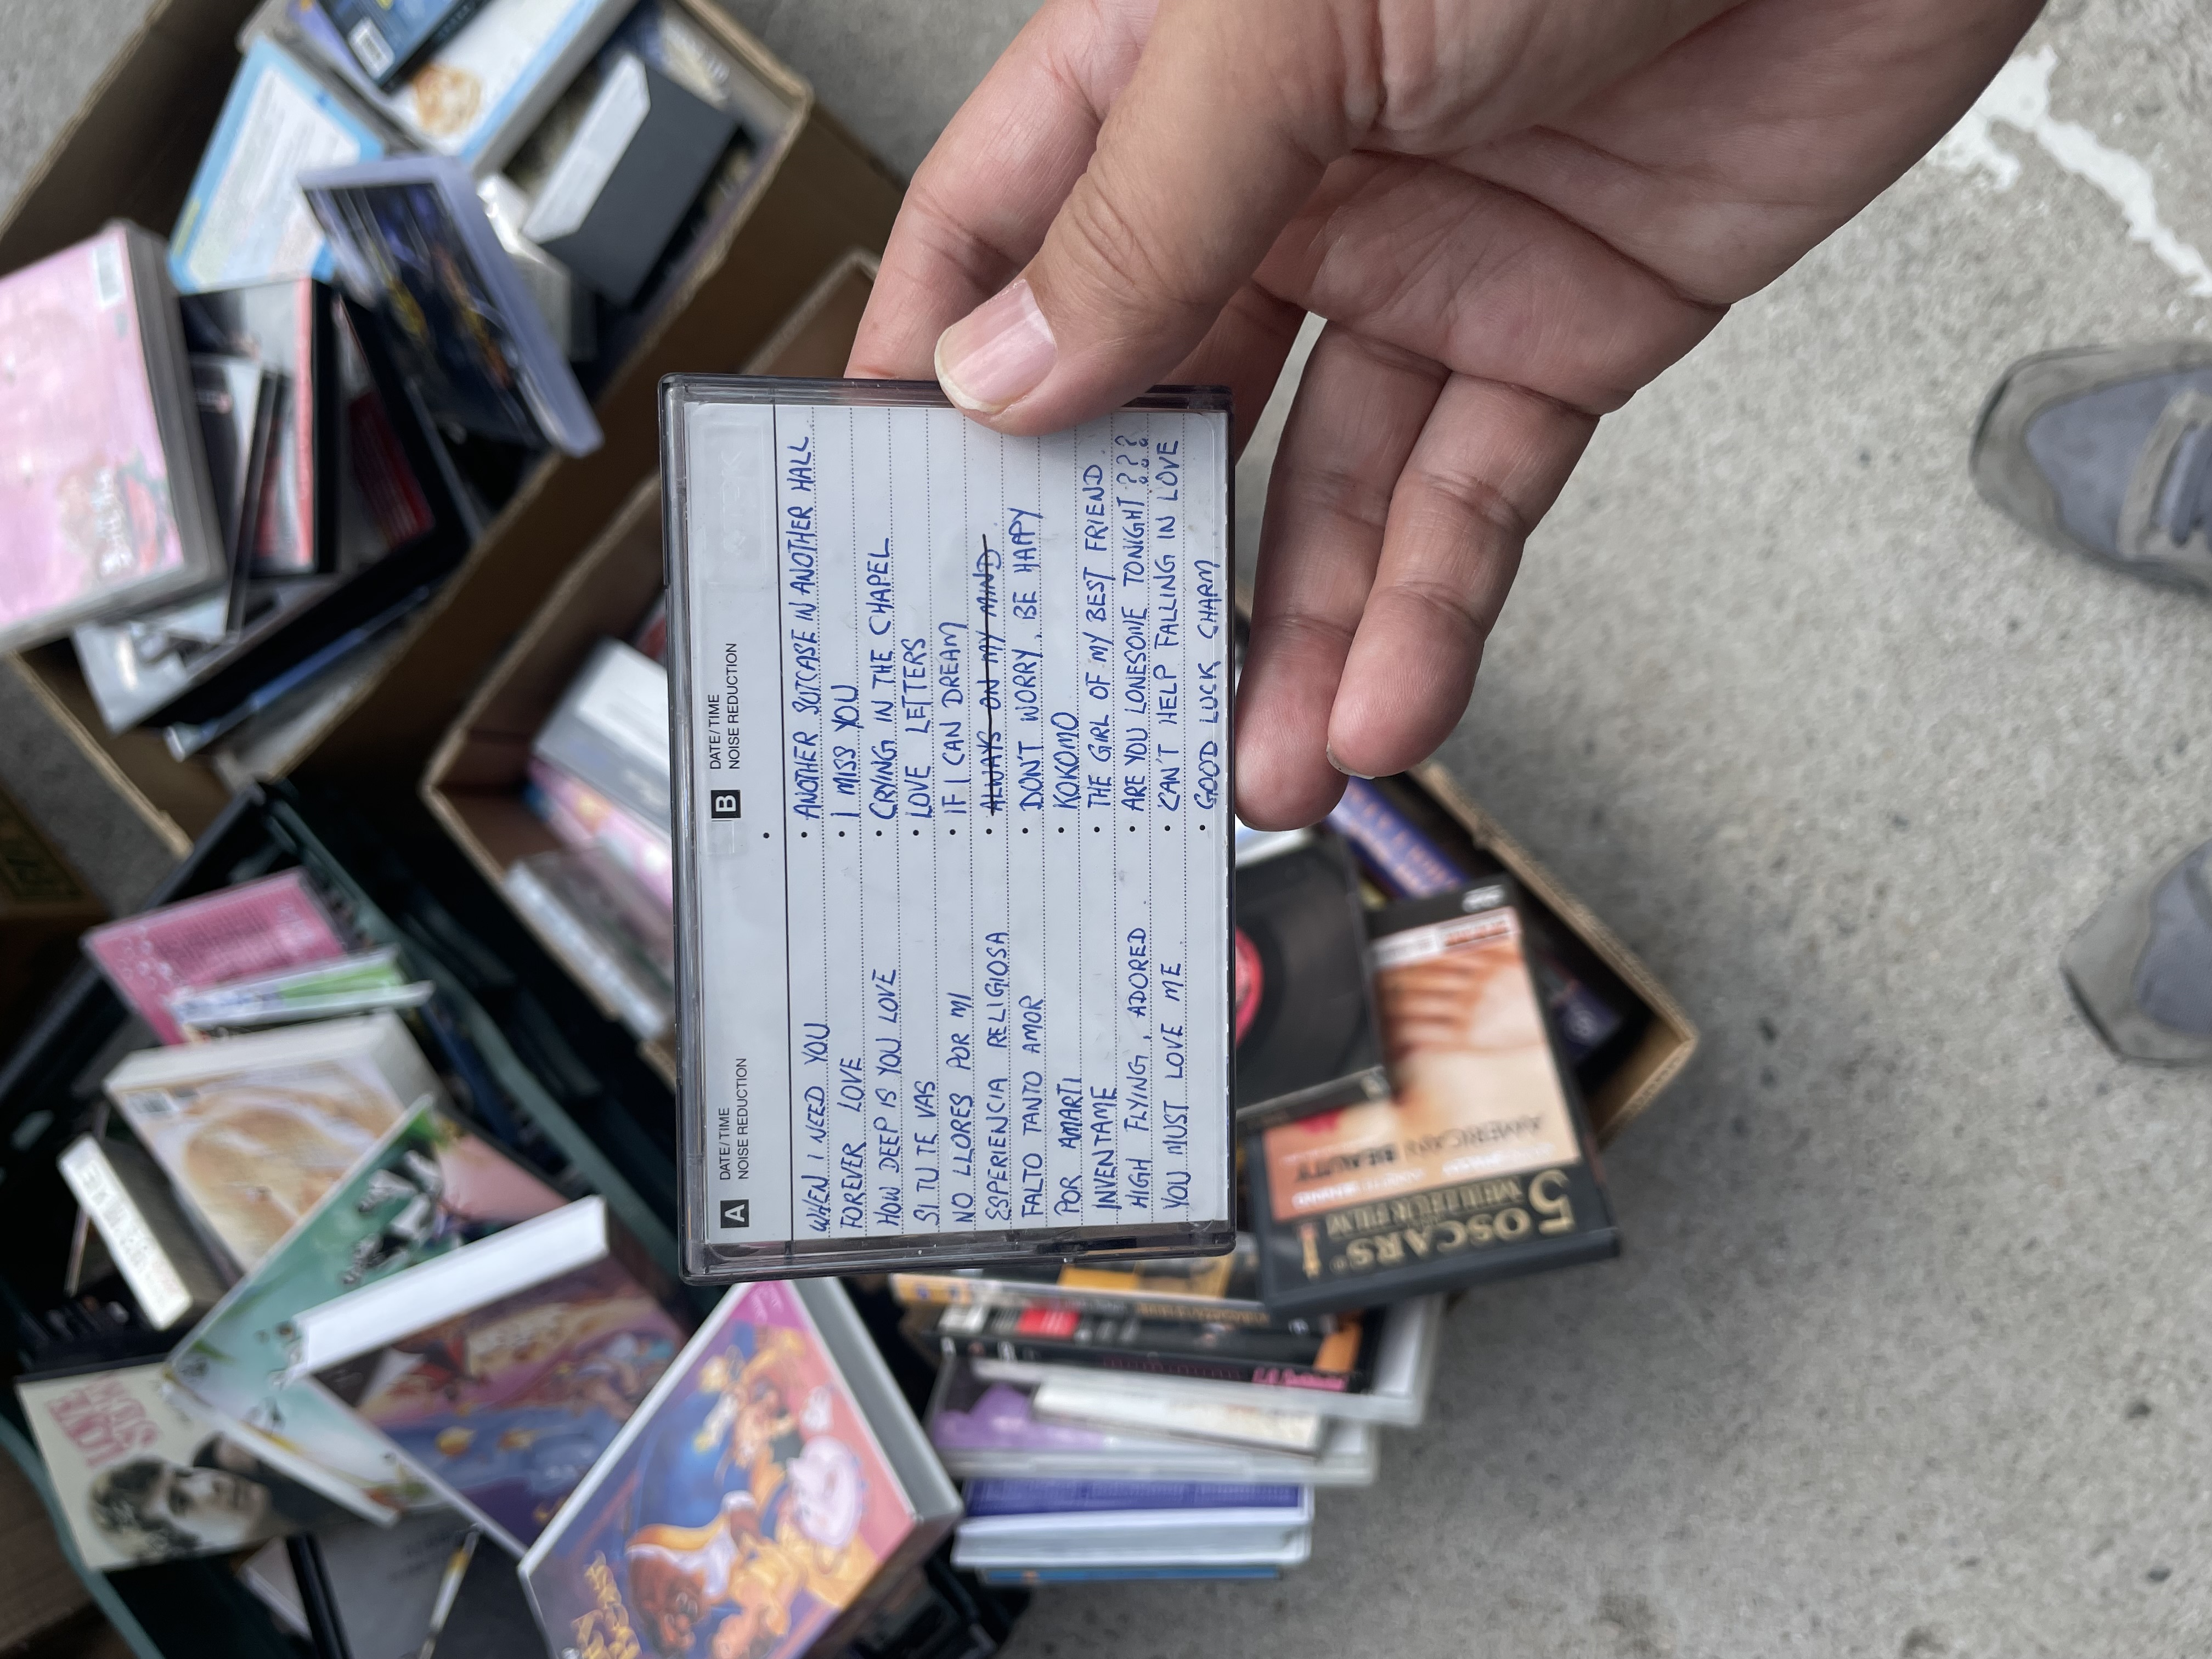 A DATE/TIME
NOISE REDUCTION
WHEN I NEED YOU
FOREVER LOVE
HOW DEEP IS YOU LOVE
SI TU TE VAS
NO LLORES POR MI
ESPERIENCIA RELIGIOSA
FALTO TANTO AMOR
POR AMARTI
INVENTAME
HIGH FLYING, ADORED
YOU MUST LOVE ME
B DATE/TIME
NOISE REDUCTION
• ANOTHER SUITCASE IN ANOTHER HALL
• I MISS YOU
• CRYING IN THE CHAPEL
• LOVE LETTERS
• IF I CAN DREAM
• ALWAYS ON MY MIND
• DON'T WORRY, BE HAPPY
• KOKOMO
• THE GIRL OF MY BEST FRIEND
• ARE YOU LONESOME TONIGHT ????
• CAN'T HELP FALLING IN LOVE
• GOOD LUCK CHARM
AMERICAN BEAUTY
5 OSCARS
MEILLEUR FILM
LOVE